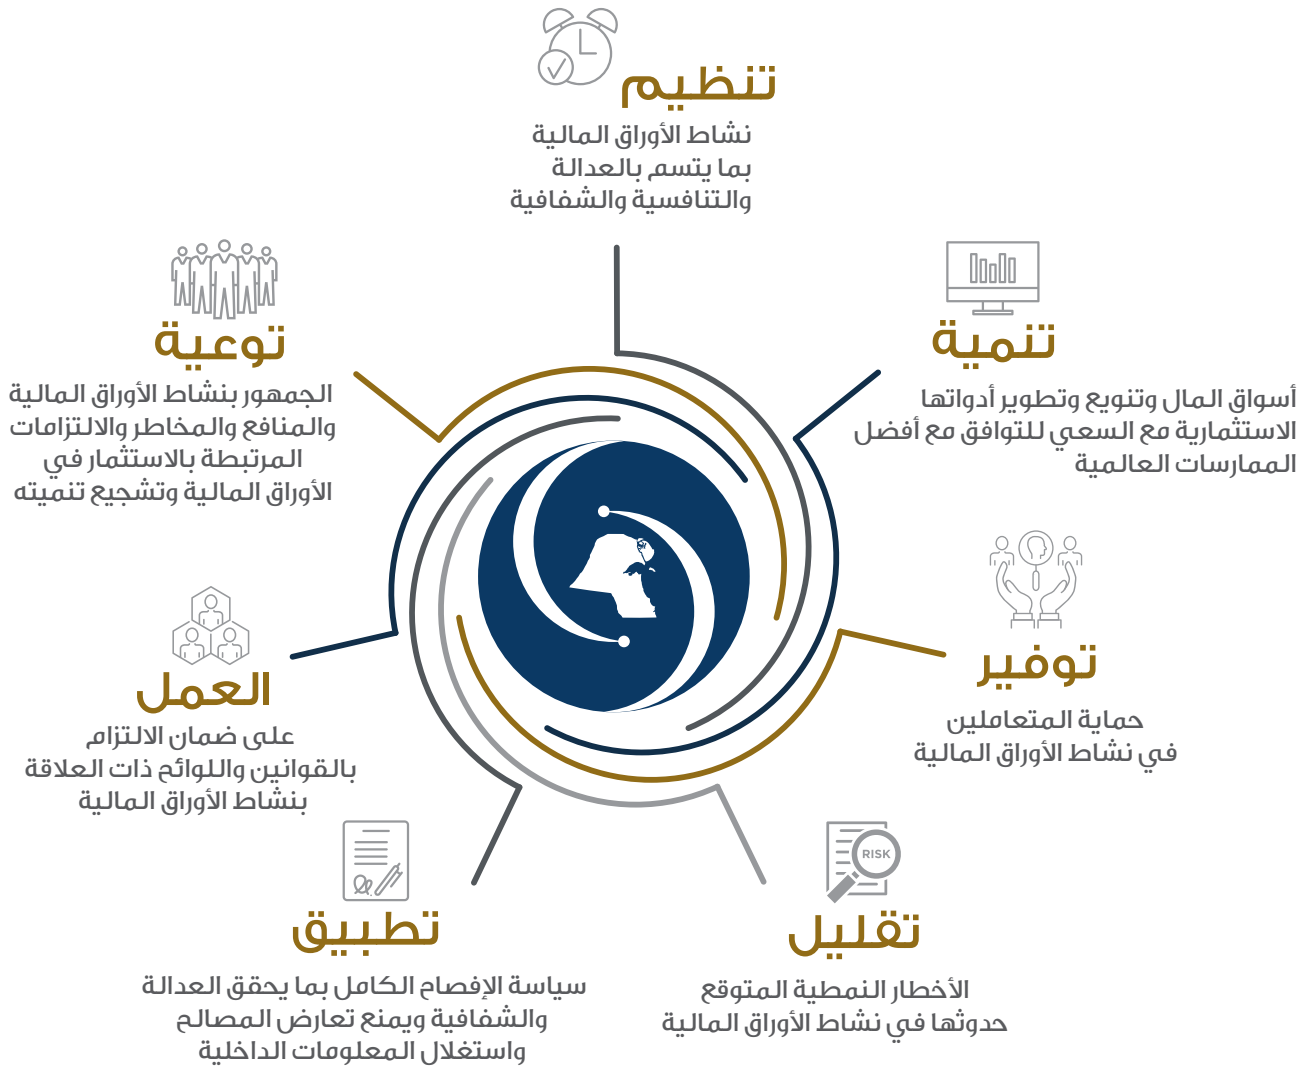 تنظيم
نشاط الأوراق المالية
بما يتسم بالعدالة
والتنافسية والشفافية
تنمية
أسواق المال وتنويع وتطوير أدواتها
الاستثمارية مع السعي للتوافق مع أفضل
الممارسات العالمية
توفير
حماية المتعاملين
في نشاط الأوراق المالية
RISK
تقليل
الأخطار النمطية المتوقع
حدوثها في نشاط الأوراق المالية
تطبيق
سياسة الإفصاح الكامل بما يحقق العدالة
والشفافية ويمنع تعارض المصالح
واستغلال المعلومات الداخلية
العمل
على ضمان الالتزام
بالقوانين واللوائح ذات العلاقة
بنشاط الأوراق المالية
توعية
الجمهور بنشاط الأوراق المالية
والمنافع والمخاطر والالتزامات
المرتبطة بالاستثمار في
الأوراق المالية وتشجيع تنميته